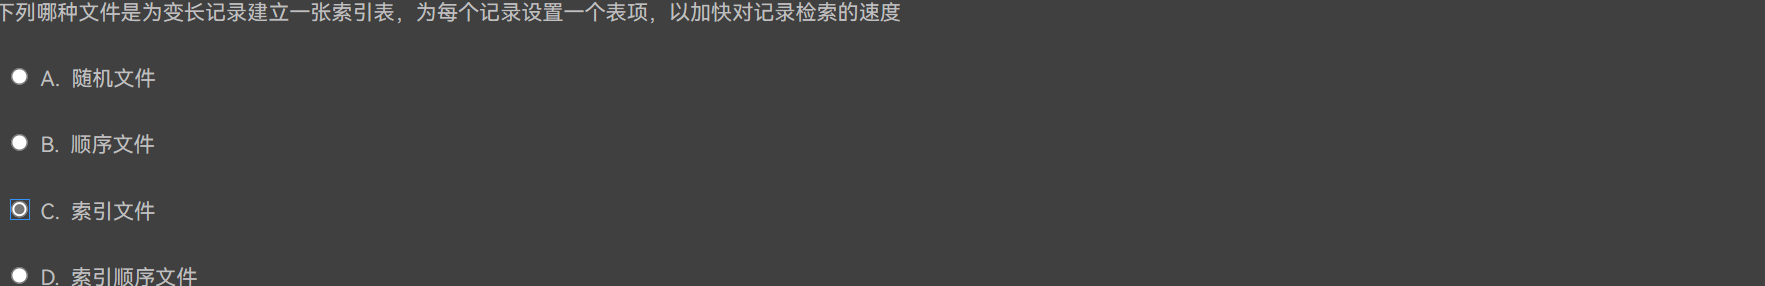 下列哪种文件是为变长记录建立一张索引表，为每个记录设置一个表项，以加快对记录检索的速度
A. 随机文件
B. 顺序文件
C. 索引文件
D. 索引顺序文件